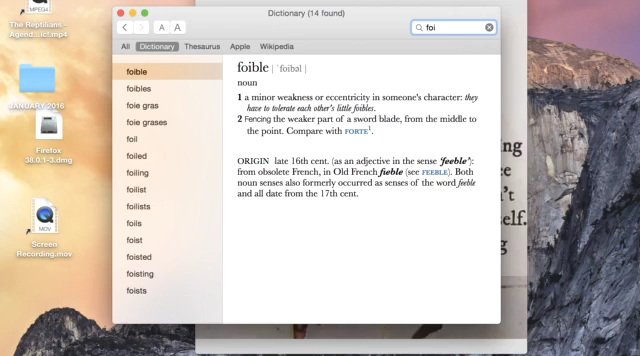 MPEG4
The Reptilians -
Agend...ict.mp4
JANUARY 2016
Firefox
38.0.1-3.dmg
MOV
Screen
Recording.mov
Dictionary (14 found)
A A
foi
All Dictionary Thesaurus Apple Wikipedia
foible
foibles
foie gras
foie grases
foil
foiled
foiling
foilist
foilists
foils
foist
foisted
foisting
foists
foible | ˈfoibəl |
noun
1 a minor weakness or eccentricity in someone's character: they
have to tolerate each other's little foibles.
2 Fencing the weaker part of a sword blade, from the middle to
the point. Compare with FORTE¹.
ORIGIN late 16th cent. (as an adjective in the sense ‘feeble’):
from obsolete French, in Old French fieble (see FEEBLE). Both
noun senses also formerly occurred as senses of the word feeble
and all date from the 17th cent.
ng
e
't
elf.
g